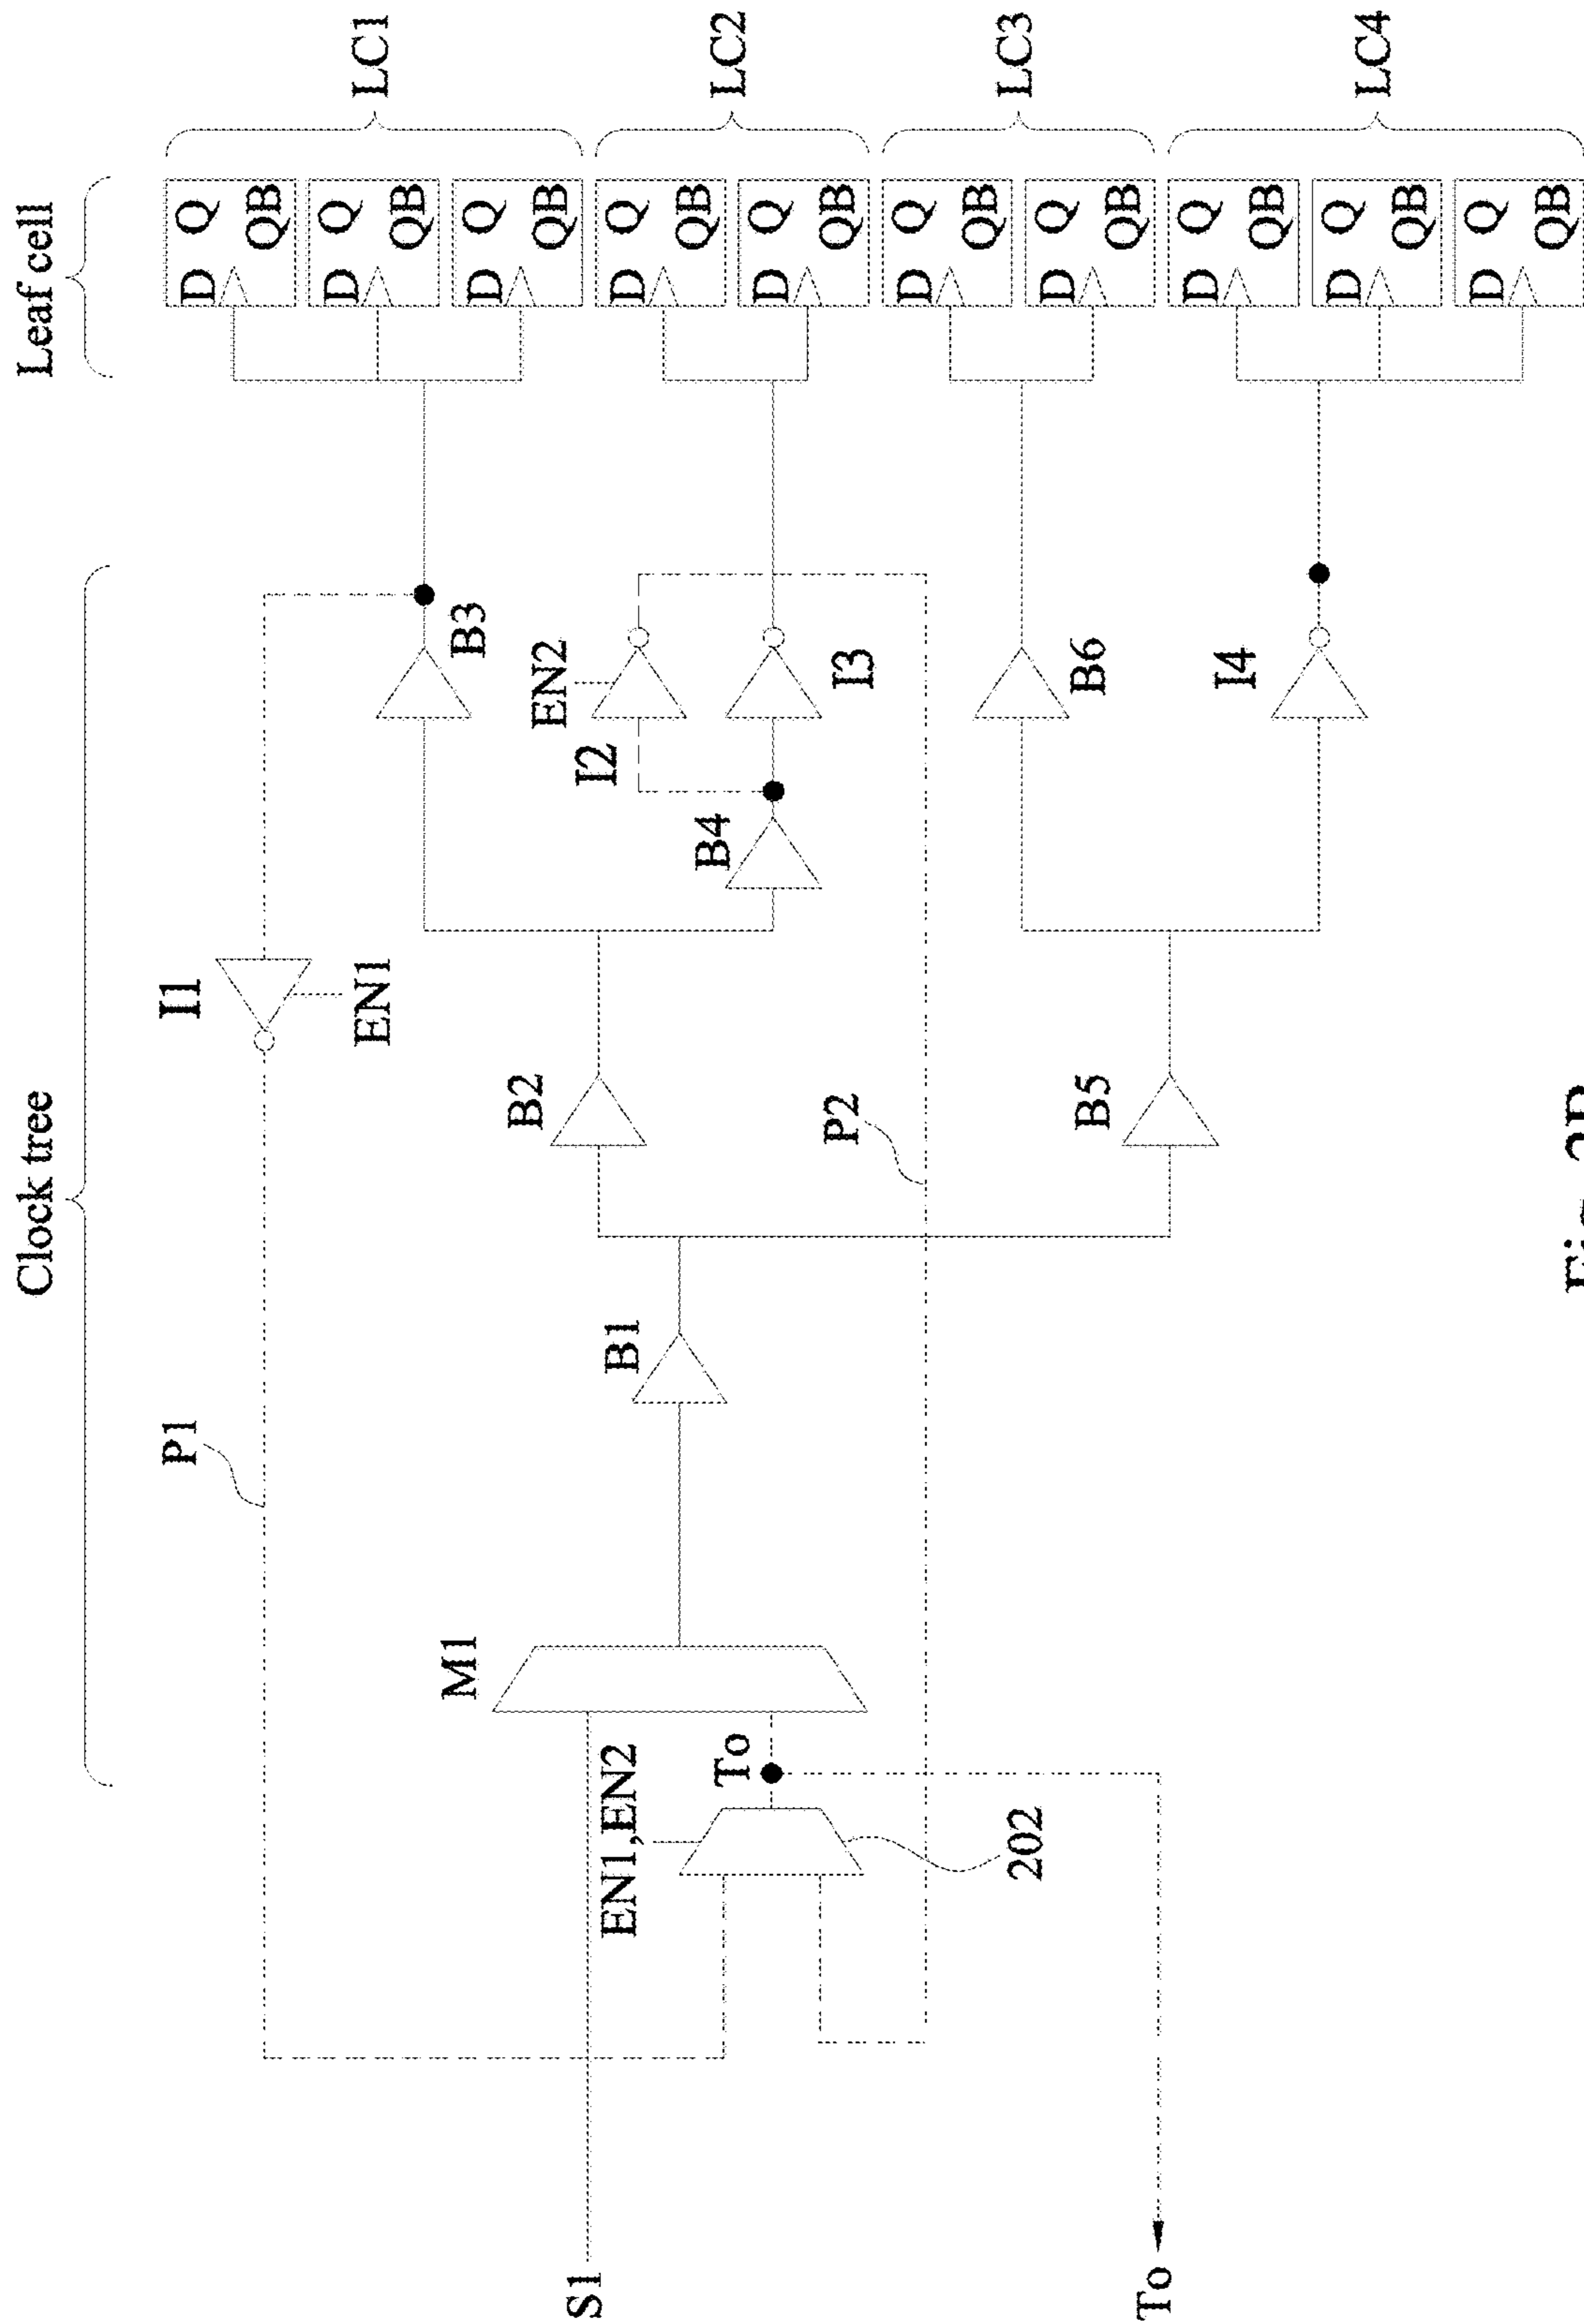 Clock tree
Leaf cell
P1
I1
EN1
B3
D Q
QB
D Q
QB
D Q
QB
LC1
EN2
I2
I3
B4
B2
D Q
QB
D Q
QB
LC2
M1
B1
P2
S1
EN1,EN2
To
202
B5
B6
D Q
QB
D Q
QB
LC3
I4
D Q
QB
D Q
QB
D Q
QB
LC4
To